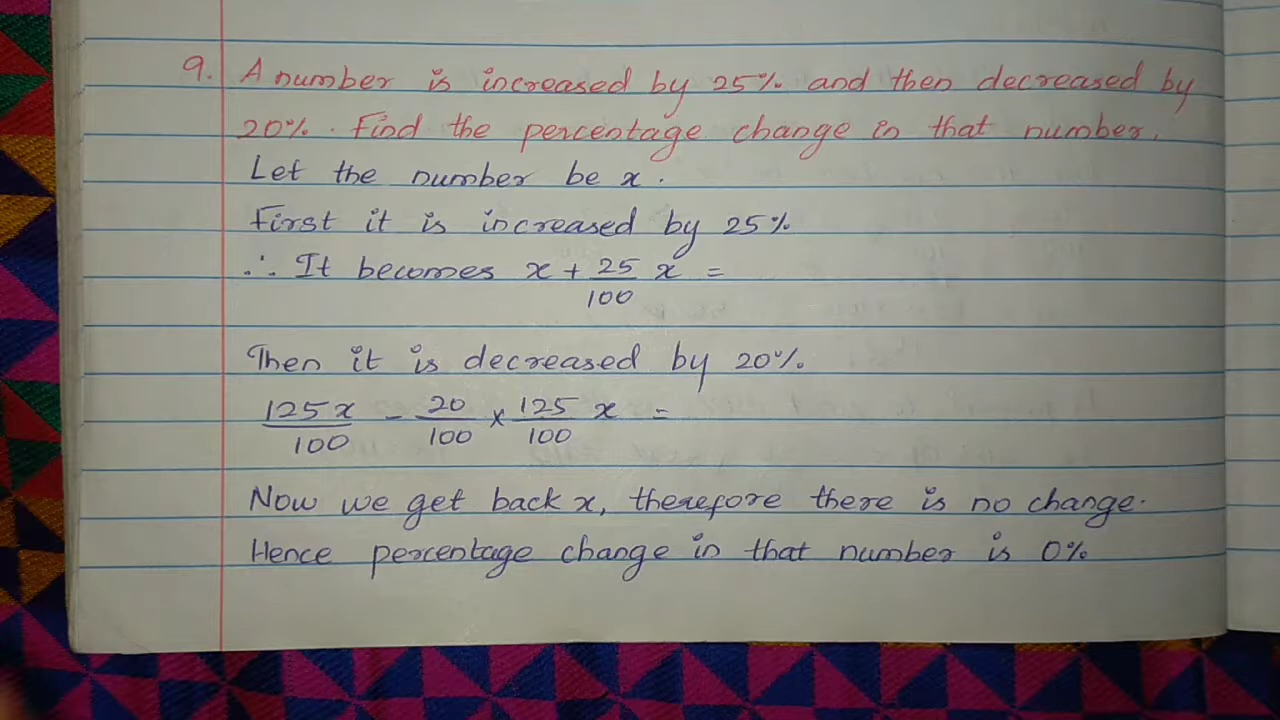 9. A number is increased by 25% and then decreased by
20%. Find the percentage change in that number.
Let the number be x.
First it is increased by 25%
∴ It becomes x + 25/100 x =
Then it is decreased by 20%.
125x/100 - 20/100 × 125/100 x =
Now we get back x, therefore there is no change.
Hence percentage change in that number is 0%